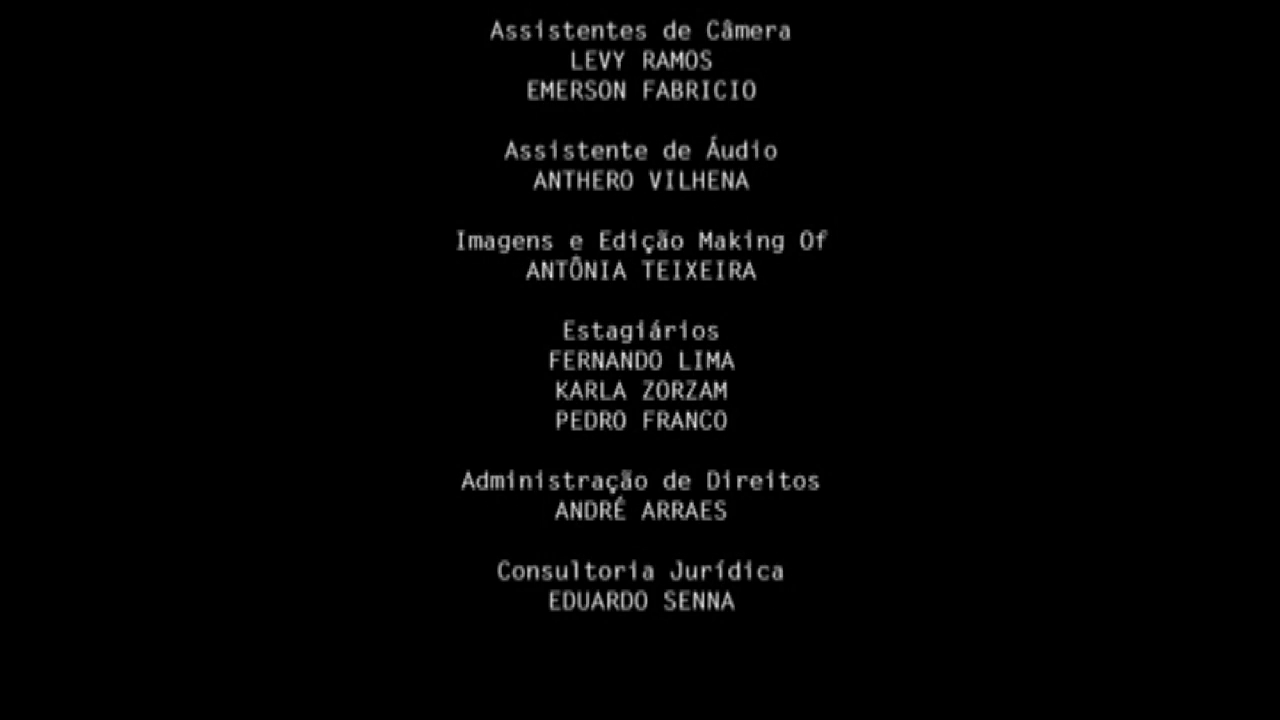 Assistentes de Câmera
LEVY RAMOS
EMERSON FABRICIO
Assistente de Áudio
ANTHERO VILHENA
Imagens e Edição Making Of
ANTÔNIA TEIXEIRA
Estagiários
FERNANDO LIMA
KARLA ZORZAM
PEDRO FRANCO
Administração de Direitos
ANDRÉ ARRAES
Consultoria Jurídica
EDUARDO SENNA